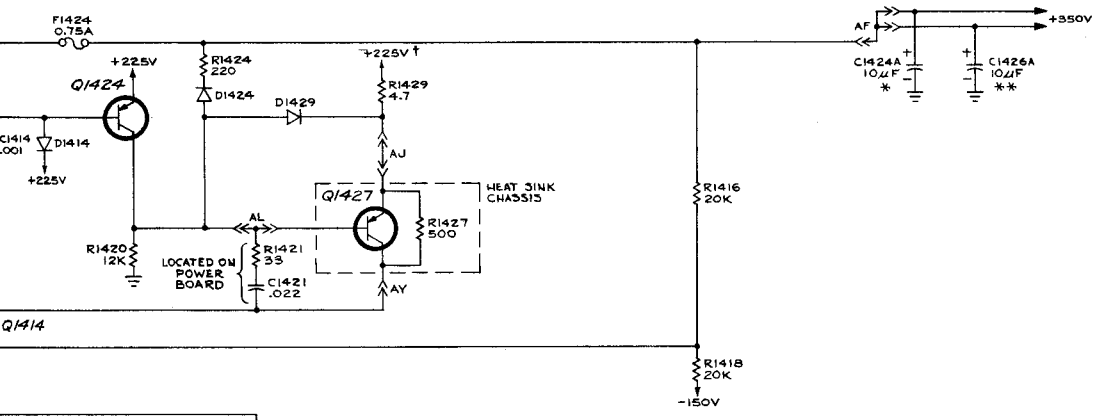 F1424
0.75A
+225V
Q1424
R1424
220
D1424
D1429
+225V †
R1429
4.7
AJ
AF
+350V
C1424A
10µF
*
C1426A
10µF
**
C1414
.001
D1414
+225V
Q1427
HEAT SINK
CHASSIS
R1427
500
R1416
20K
AL
R1420
12K
LOCATED ON
POWER
BOARD
R1421
33
C1421
.022
AY
Q1414
R1418
20K
-150V